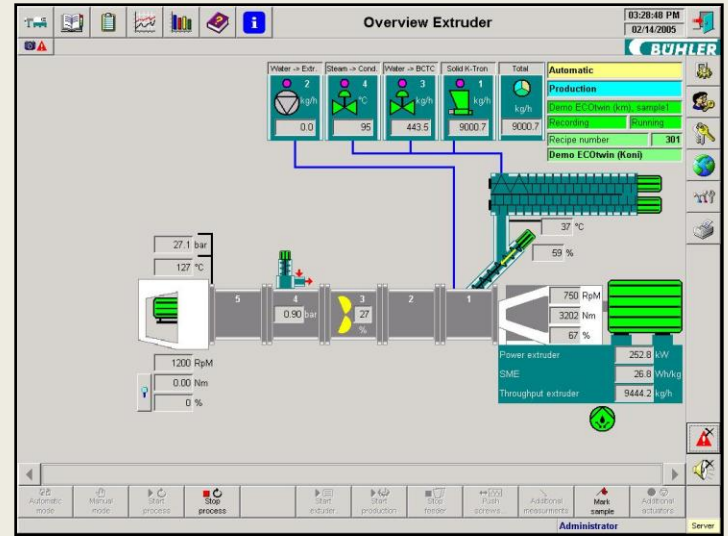 Overview Extruder
03:28:48 PM
02/14/2005
BÜHLER
Water -> Extr.
Steam -> Cond.
Water -> BCTC
Solid K-Tron
Total
2
kg/h
0.0
4
°C
95
3
kg/h
443.5
1
kg/h
9000.7
kg/h
9000.7
Automatic
Production
Demo ECOtwin (km), sample1
Recording Running
Recipe number 301
Demo ECOtwin (Koni)
37 °C
59 %
27.1 bar
127 °C
5
4
3
2
1
0.90 bar
27
%
750 RpM
3202 Nm
67 %
1200 RpM
0.00 Nm
0 %
Power extruder 252.8 kW
SME 26.8 Wh/kg
Throughput extruder 9444.2 kg/h
Automatic mode
Manual mode
Start process
Stop process
Start extuder..
Start production
Stop feeder
Push screws...
Additional measurments
Mark sample
Additional actuators
Administrator
Server